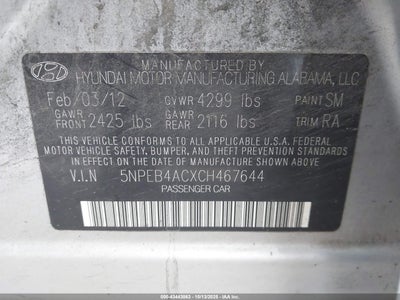 MANUFACTURED BY
HYUNDAI MOTOR MANUFACTURING ALABAMA, LLC
Feb/03/12 GVWR 4299 lbs PAINT SM
GAWR FRONT 2425 lbs GAWR REAR 2116 lbs TRIM RA
THIS VEHICLE CONFORMS TO ALL APPLICABLE U.S.A. FEDERAL
MOTOR VEHICLE SAFETY, BUMPER, AND THEFT PREVENTION
STANDARDS IN EFFECT ON THE DATE OF MANUFACTURE SHOWN ABOVE.
V.I.N 5NPEB4ACXCH467644
PASSENGER CAR